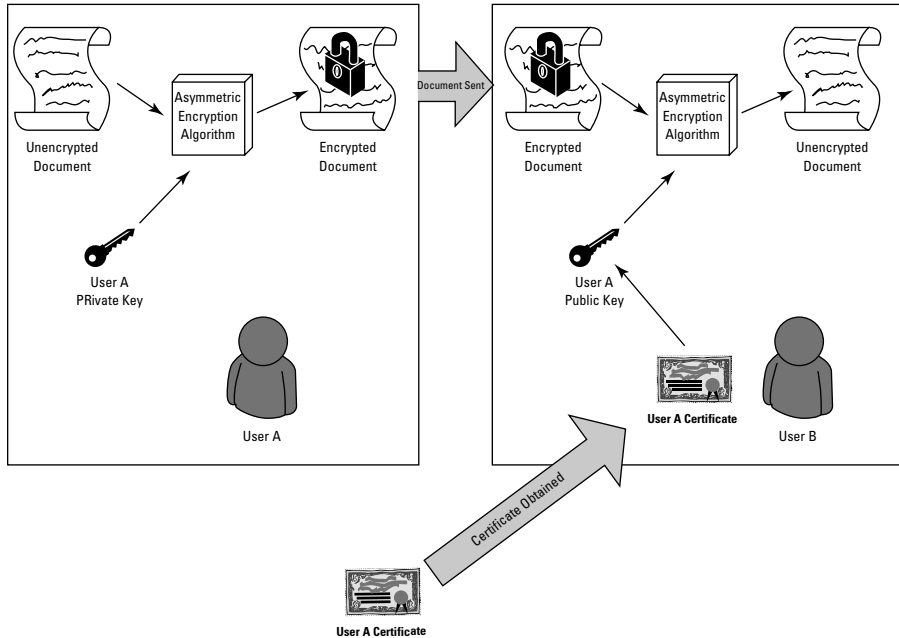 Unencrypted
Document
Asymmetric
Encryption
Algorithm
Encrypted
Document
User A
PRivate Key
User A
Document Sent
Encrypted
Document
Asymmetric
Encryption
Algorithm
Unencrypted
Document
User A
Public Key
User A Certificate
User B
Certificate Obtained
User A Certificate